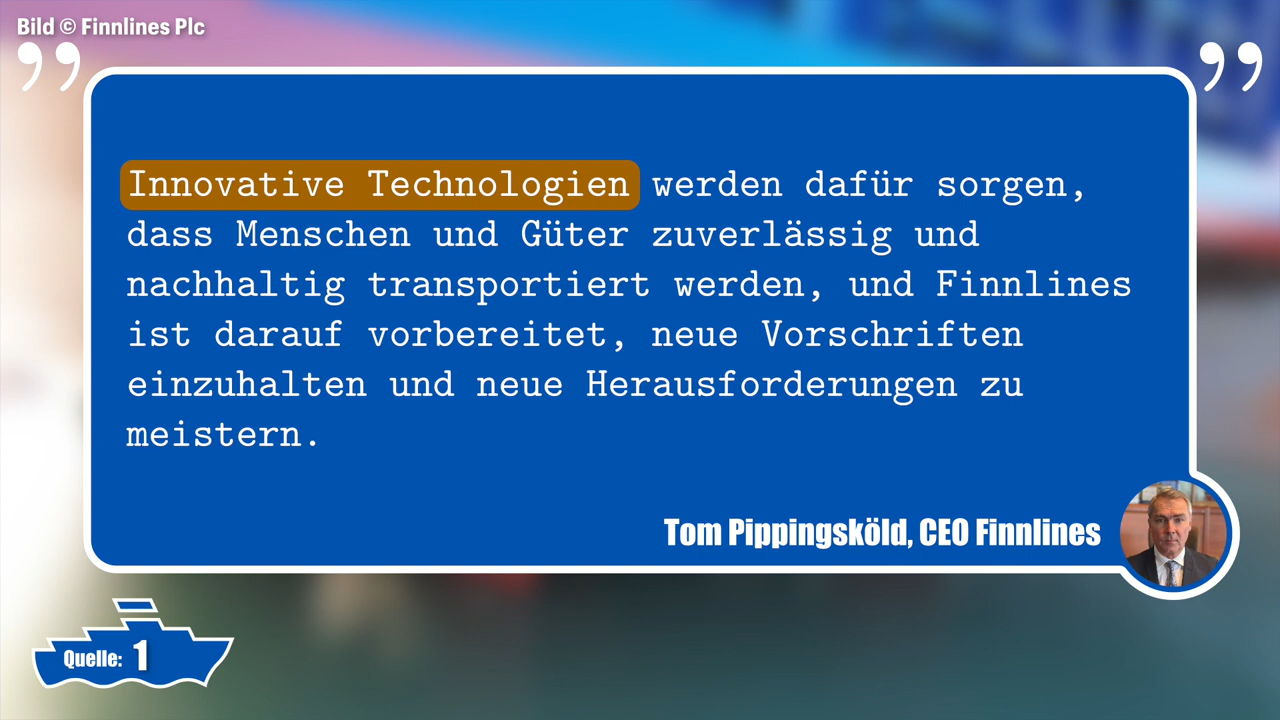 Bild © Finnlines Plc
”
”
Innovative Technologien werden dafür sorgen,
dass Menschen und Güter zuverlässig und
nachhaltig transportiert werden, und Finnlines
ist darauf vorbereitet, neue Vorschriften
einzuhalten und neue Herausforderungen zu
meistern.
Tom Pippingsköld, CEO Finnlines
Quelle: 1